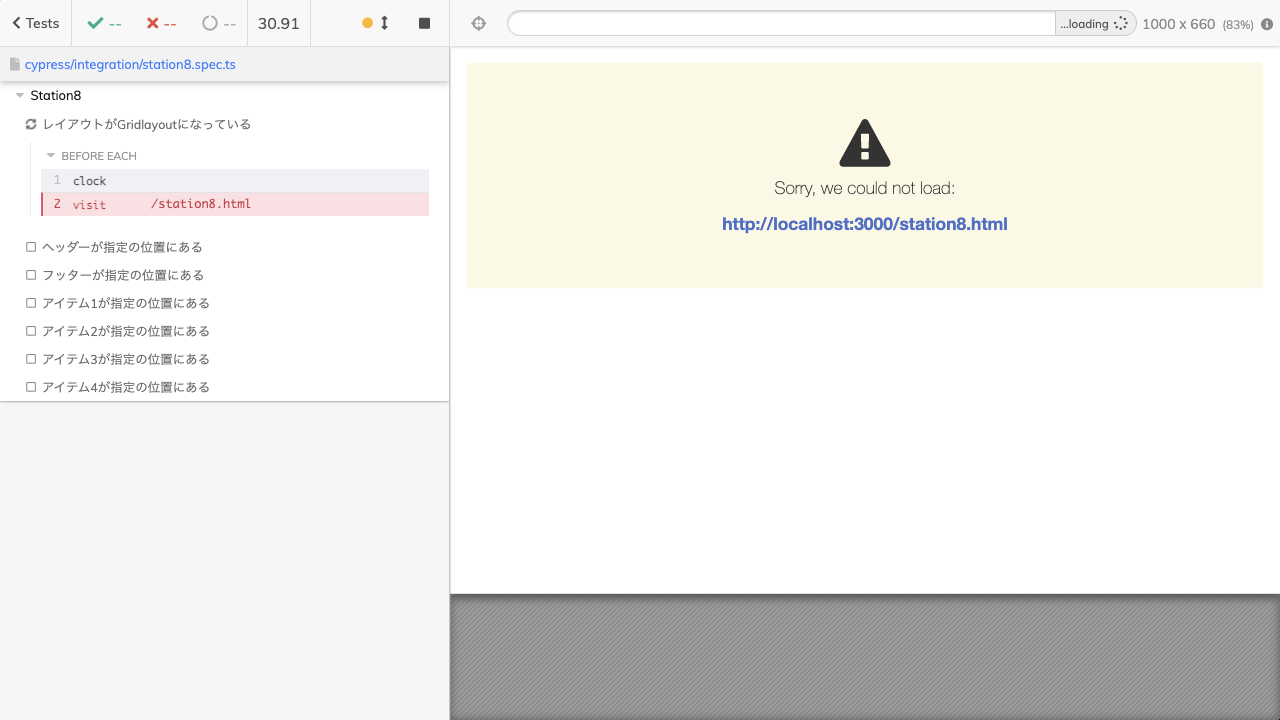 Tests
--
--
--
30.91
...loading
1000 x 660 (83%)
cypress/integration/station8.spec.ts
Station8
レイアウトがGridlayoutになっている
BEFORE EACH
1 clock
2 visit /station8.html
ヘッダーが指定の位置にある
フッターが指定の位置にある
アイテム1が指定の位置にある
アイテム2が指定の位置にある
アイテム3が指定の位置にある
アイテム4が指定の位置にある
Sorry, we could not load:
http://localhost:3000/station8.html